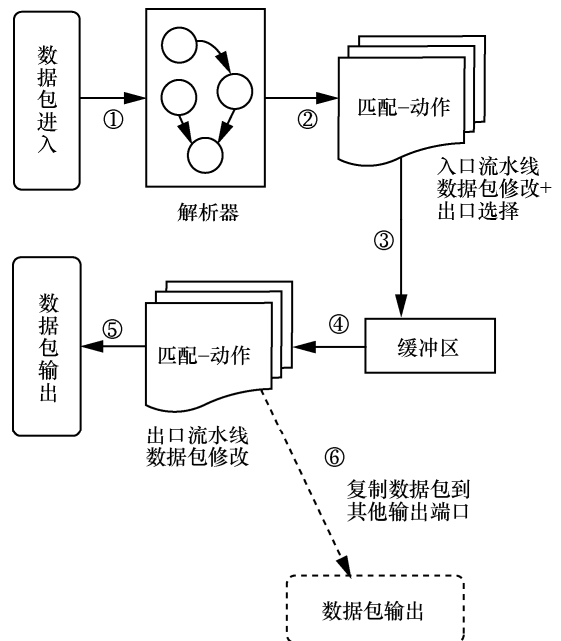 数据包进入
①
②
匹配–动作
解析器
入口流水线
数据包修改+
出口选择
③
数据包输出
⑤
匹配–动作
④
缓冲区
出口流水线
数据包修改
⑥
复制数据包到
其他输出端口
数据包输出